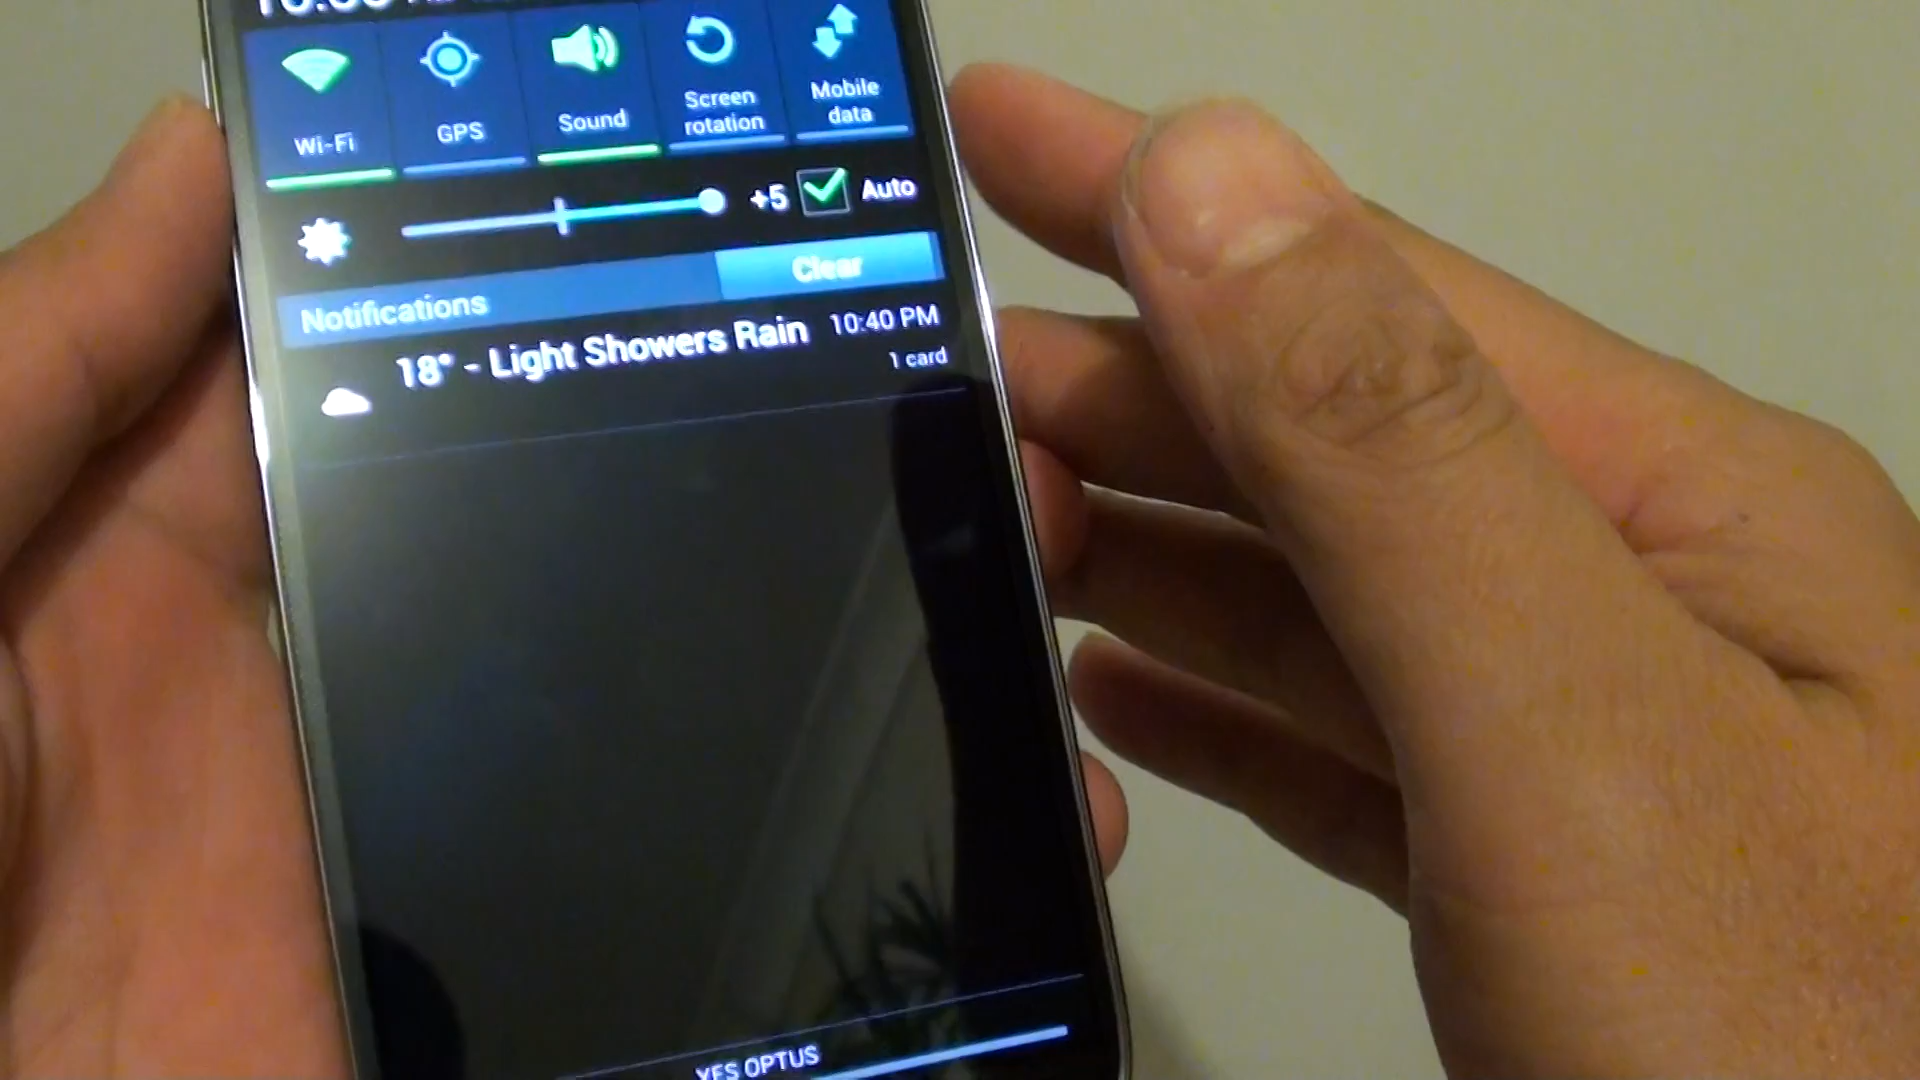 Wi-Fi
GPS
Sound
Screen
rotation
Mobile
data
+5
Auto
Notifications
Clear
18° - Light Showers Rain
10:40 PM
1 card
YES OPTUS